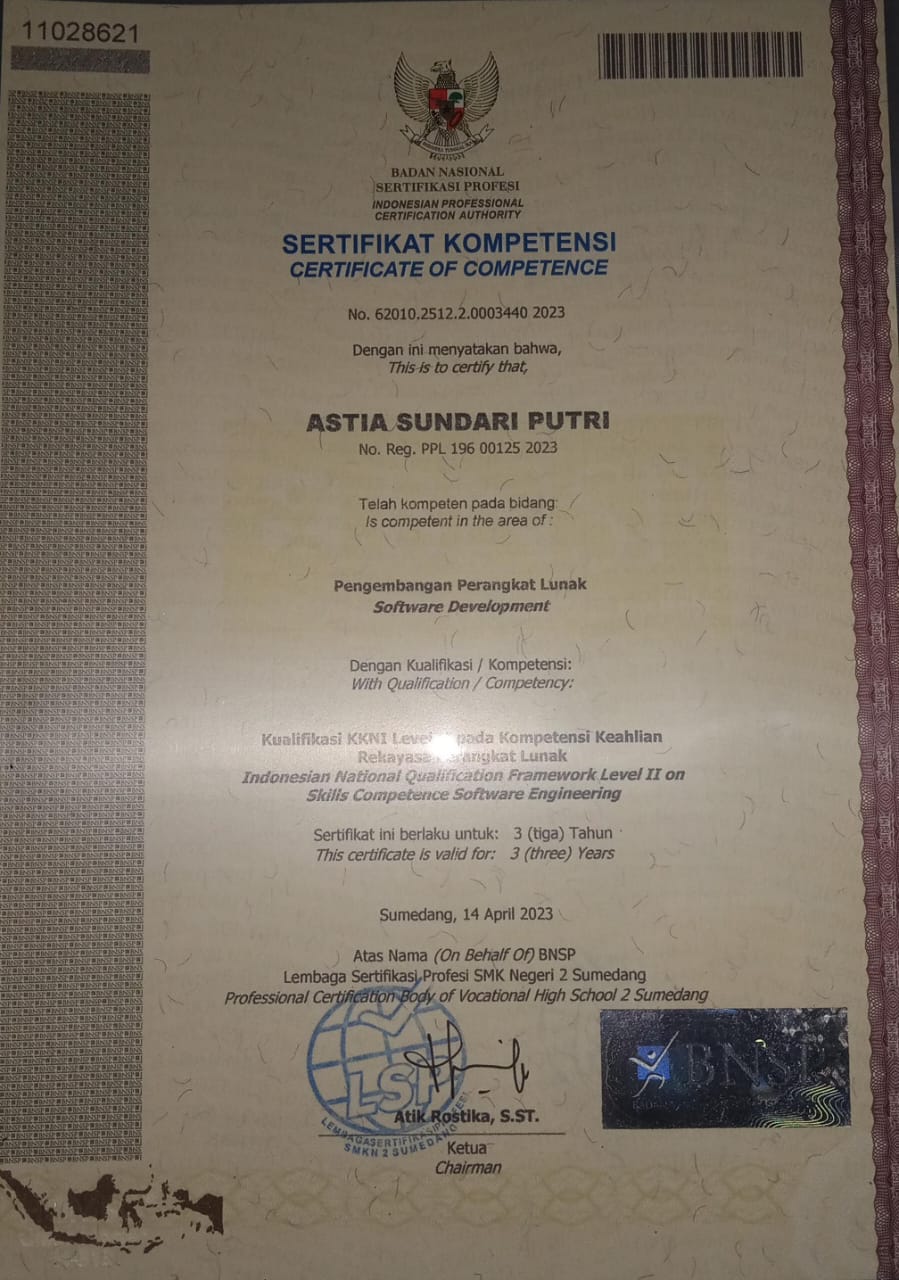 11028621
BADAN NASIONAL
SERTIFIKASI PROFESI
INDONESIAN PROFESSIONAL
CERTIFICATION AUTHORITY
SERTIFIKAT KOMPETENSI
CERTIFICATE OF COMPETENCE
No. 62010.2512.2.0003440 2023
Dengan ini menyatakan bahwa,
This is to certify that,
ASTIA SUNDARI PUTRI
No. Reg. PPL 196 00125 2023
Telah kompeten pada bidang:
Is competent in the area of :
Pengembangan Perangkat Lunak
Software Development
Dengan Kualifikasi / Kompetensi:
With Qualification / Competency:
Kualifikasi KKNI Level pada Kompetensi Keahlian
Rekayasa Perangkat Lunak
Indonesian National Qualification Framework Level II on
Skills Competence Software Engineering
Sertifikat ini berlaku untuk: 3 (tiga) Tahun
This certificate is valid for: 3 (three) Years
Sumedang, 14 April 2023
Atas Nama (On Behalf Of) BNSP
Lembaga Sertifikasi Profesi SMK Negeri 2 Sumedang
Professional Certification Body of Vocational High School 2 Sumedang
LSP
LEMBAGA SERTIFIKASI PROFESI
SMKN 2 SUMEDANG
BNSP
Atik Rostika, S.ST.
Ketua
Chairman